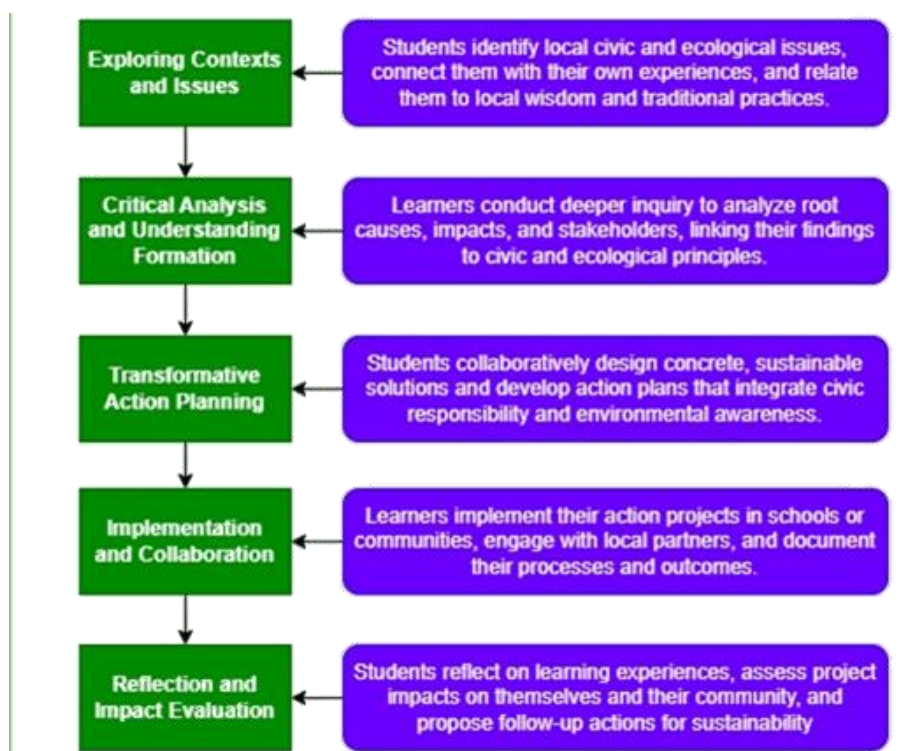 Exploring Contexts
and Issues
Students identify local civic and ecological issues,
connect them with their own experiences, and relate
them to local wisdom and traditional practices.
Critical Analysis
and Understanding
Formation
Learners conduct deeper inquiry to analyze root
causes, impacts, and stakeholders, linking their findings
to civic and ecological principles.
Transformative
Action Planning
Students collaboratively design concrete, sustainable
solutions and develop action plans that integrate civic
responsibility and environmental awareness.
Implementation
and Collaboration
Learners implement their action projects in schools or
communities, engage with local partners, and document
their processes and outcomes.
Reflection and
Impact Evaluation
Students reflect on learning experiences, assess project
impacts on themselves and their community, and
propose follow-up actions for sustainability